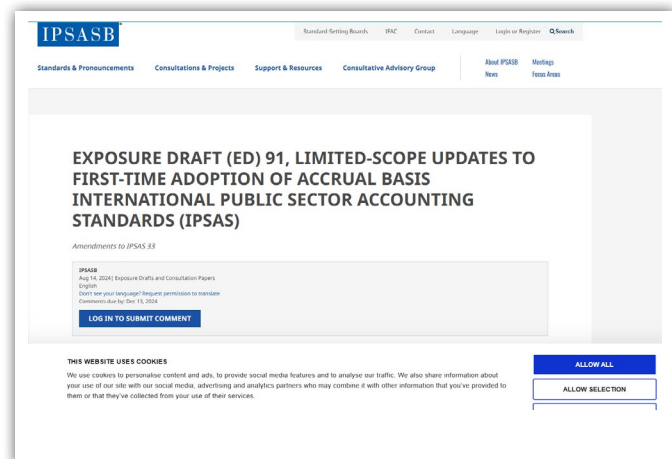 IPSASB
Standard-Setting Boards IFAC Contact Language Login or Register Search
Standards & Pronouncements Consultations & Projects Support & Resources Consultative Advisory Group
About IPSASB Meetings
News Focus Areas
EXPOSURE DRAFT (ED) 91, LIMITED-SCOPE UPDATES TO
FIRST-TIME ADOPTION OF ACCRUAL BASIS
INTERNATIONAL PUBLIC SECTOR ACCOUNTING
STANDARDS (IPSAS)
Amendments to IPSAS 33
IPSASB
Aug 14, 2024 | Exposure Drafts and Consultation Papers
English
Don't see your language? Request permission to translate
Comments due by: Dec 13, 2024
LOG IN TO SUBMIT COMMENT
THIS WEBSITE USES COOKIES
We use cookies to personalise content and ads, to provide social media features and to analyse our traffic. We also share information about
your use of our site with our social media, advertising and analytics partners who may combine it with other information that you've provided to
them or that they've collected from your use of their services.
ALLOW ALL
ALLOW SELECTION